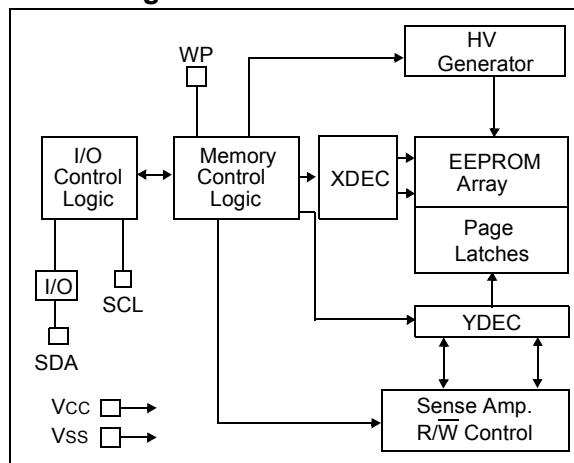 HV
Generator
WP
I/O
Control
Logic
Memory
Control
Logic
XDEC
EEPROM
Array
Page
Latches
I/O
SCL
SDA
YDEC
VCC
VSS
Sense Amp.
R/W̅ Control